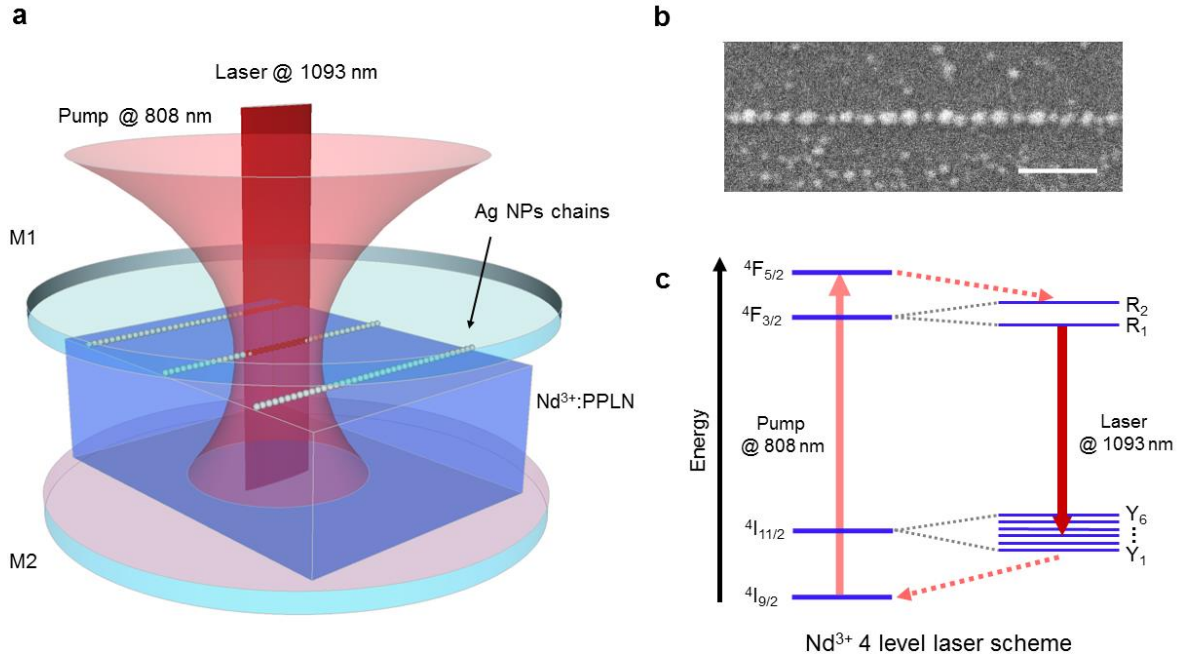 a
Laser @ 1093 nm
Pump @ 808 nm
Ag NPs chains
M1
Nd³⁺:PPLN
M2
b
c
⁴F₅/₂
⁴F₃/₂
R₂
R₁
Energy
Pump
@ 808 nm
Laser
@ 1093 nm
⁴I₁₁/₂
Y₆
⋮
Y₁
⁴I₉/₂
Nd³⁺ 4 level laser scheme